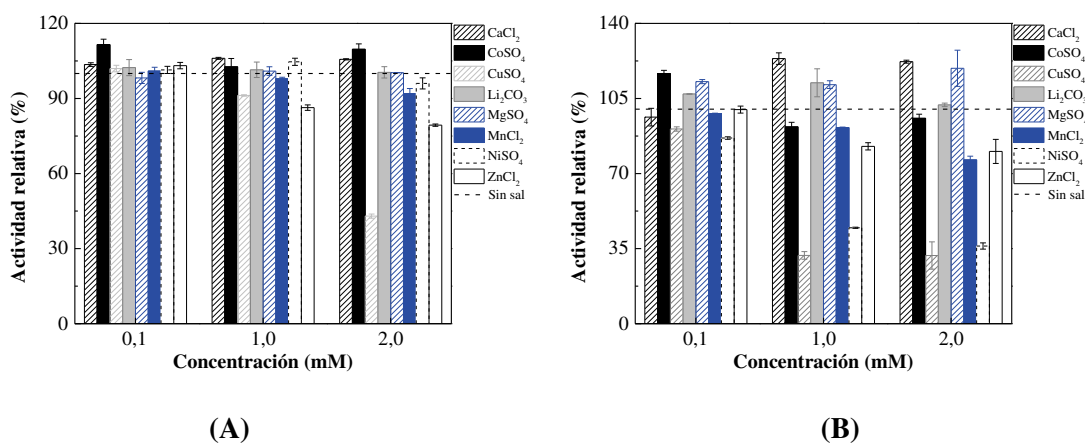 120
90
60
30
0
Actividad relativa (%)
0,1 1,0 2,0
Concentración (mM)
CaCl₂
CoSO₄
CuSO₄
Li₂CO₃
MgSO₄
MnCl₂
NiSO₄
ZnCl₂
Sin sal
(A)
140
105
70
35
0
Actividad relativa (%)
0,1 1,0 2,0
Concentración (mM)
CaCl₂
CoSO₄
CuSO₄
Li₂CO₃
MgSO₄
MnCl₂
NiSO₄
ZnCl₂
Sin sal
(B)